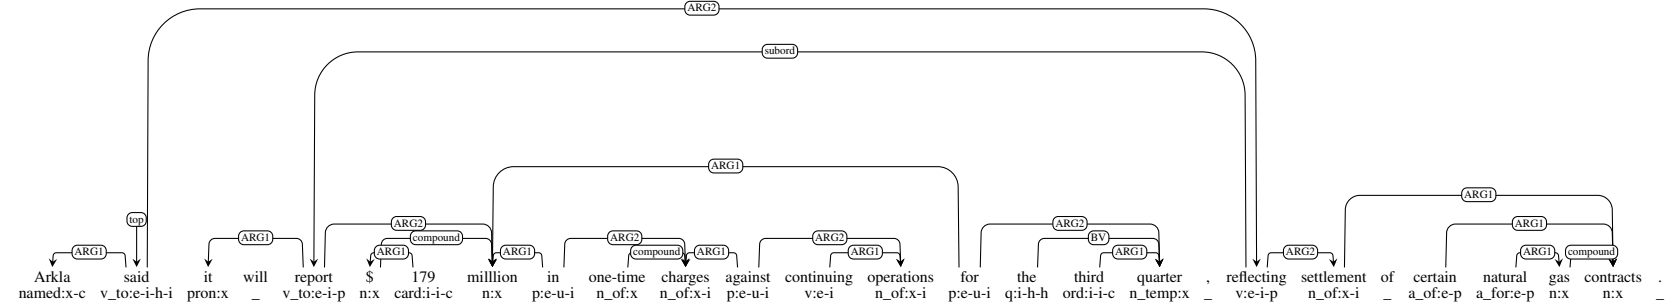 ARG2
subord
ARG1
ARG1
top
ARG2 ARG2 ARG1
ARG1 compound ARG2 ARG2 BV
ARG1 ARG1 ARG1 compound ARG1 ARG1 ARG1 ARG2 ARG1 compound
Arkla said it will report $ 179 milllion in one-time charges against continuing operations for the third quarter , reflecting settlement of certain natural gas contracts .
named:x-c v_to:e-i-h-i pron:x _ v_to:e-i-p n:x card:i-i-c n:x p:e-u-i n_of:x n_of:x-i p:e-u-i v:e-i n_of:x-i p:e-u-i q:i-h-h ord:i-i-c n_temp:x _ v:e-i-p n_of:x-i _ a_of:e-p a_for:e-p n:x n:x _